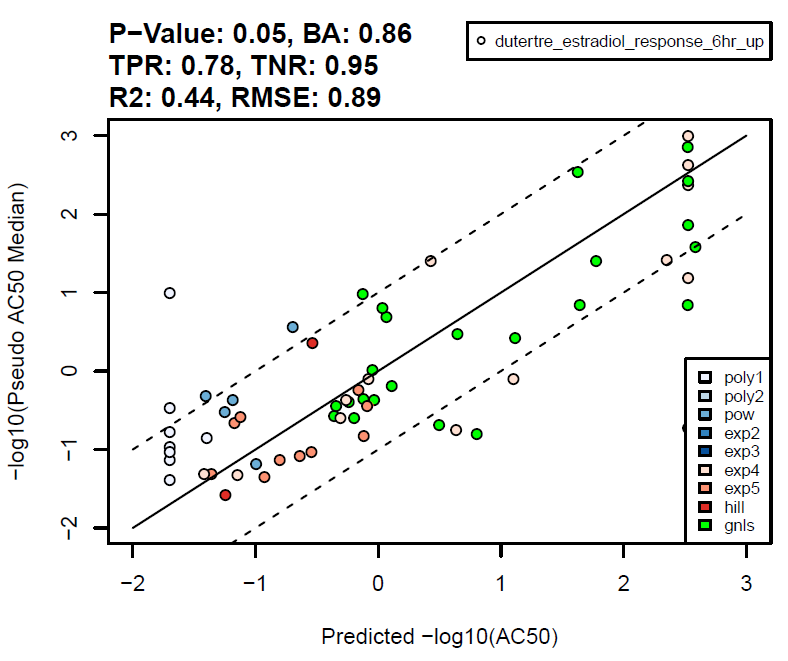 P−Value: 0.05, BA: 0.86
TPR: 0.78, TNR: 0.95
R2: 0.44, RMSE: 0.89
dutertre_estradiol_response_6hr_up
−log10(Pseudo AC50 Median)
3
2
1
0
−1
−2
poly1
poly2
pow
exp2
exp3
exp4
exp5
hill
gnls
−2 −1 0 1 2 3
Predicted −log10(AC50)